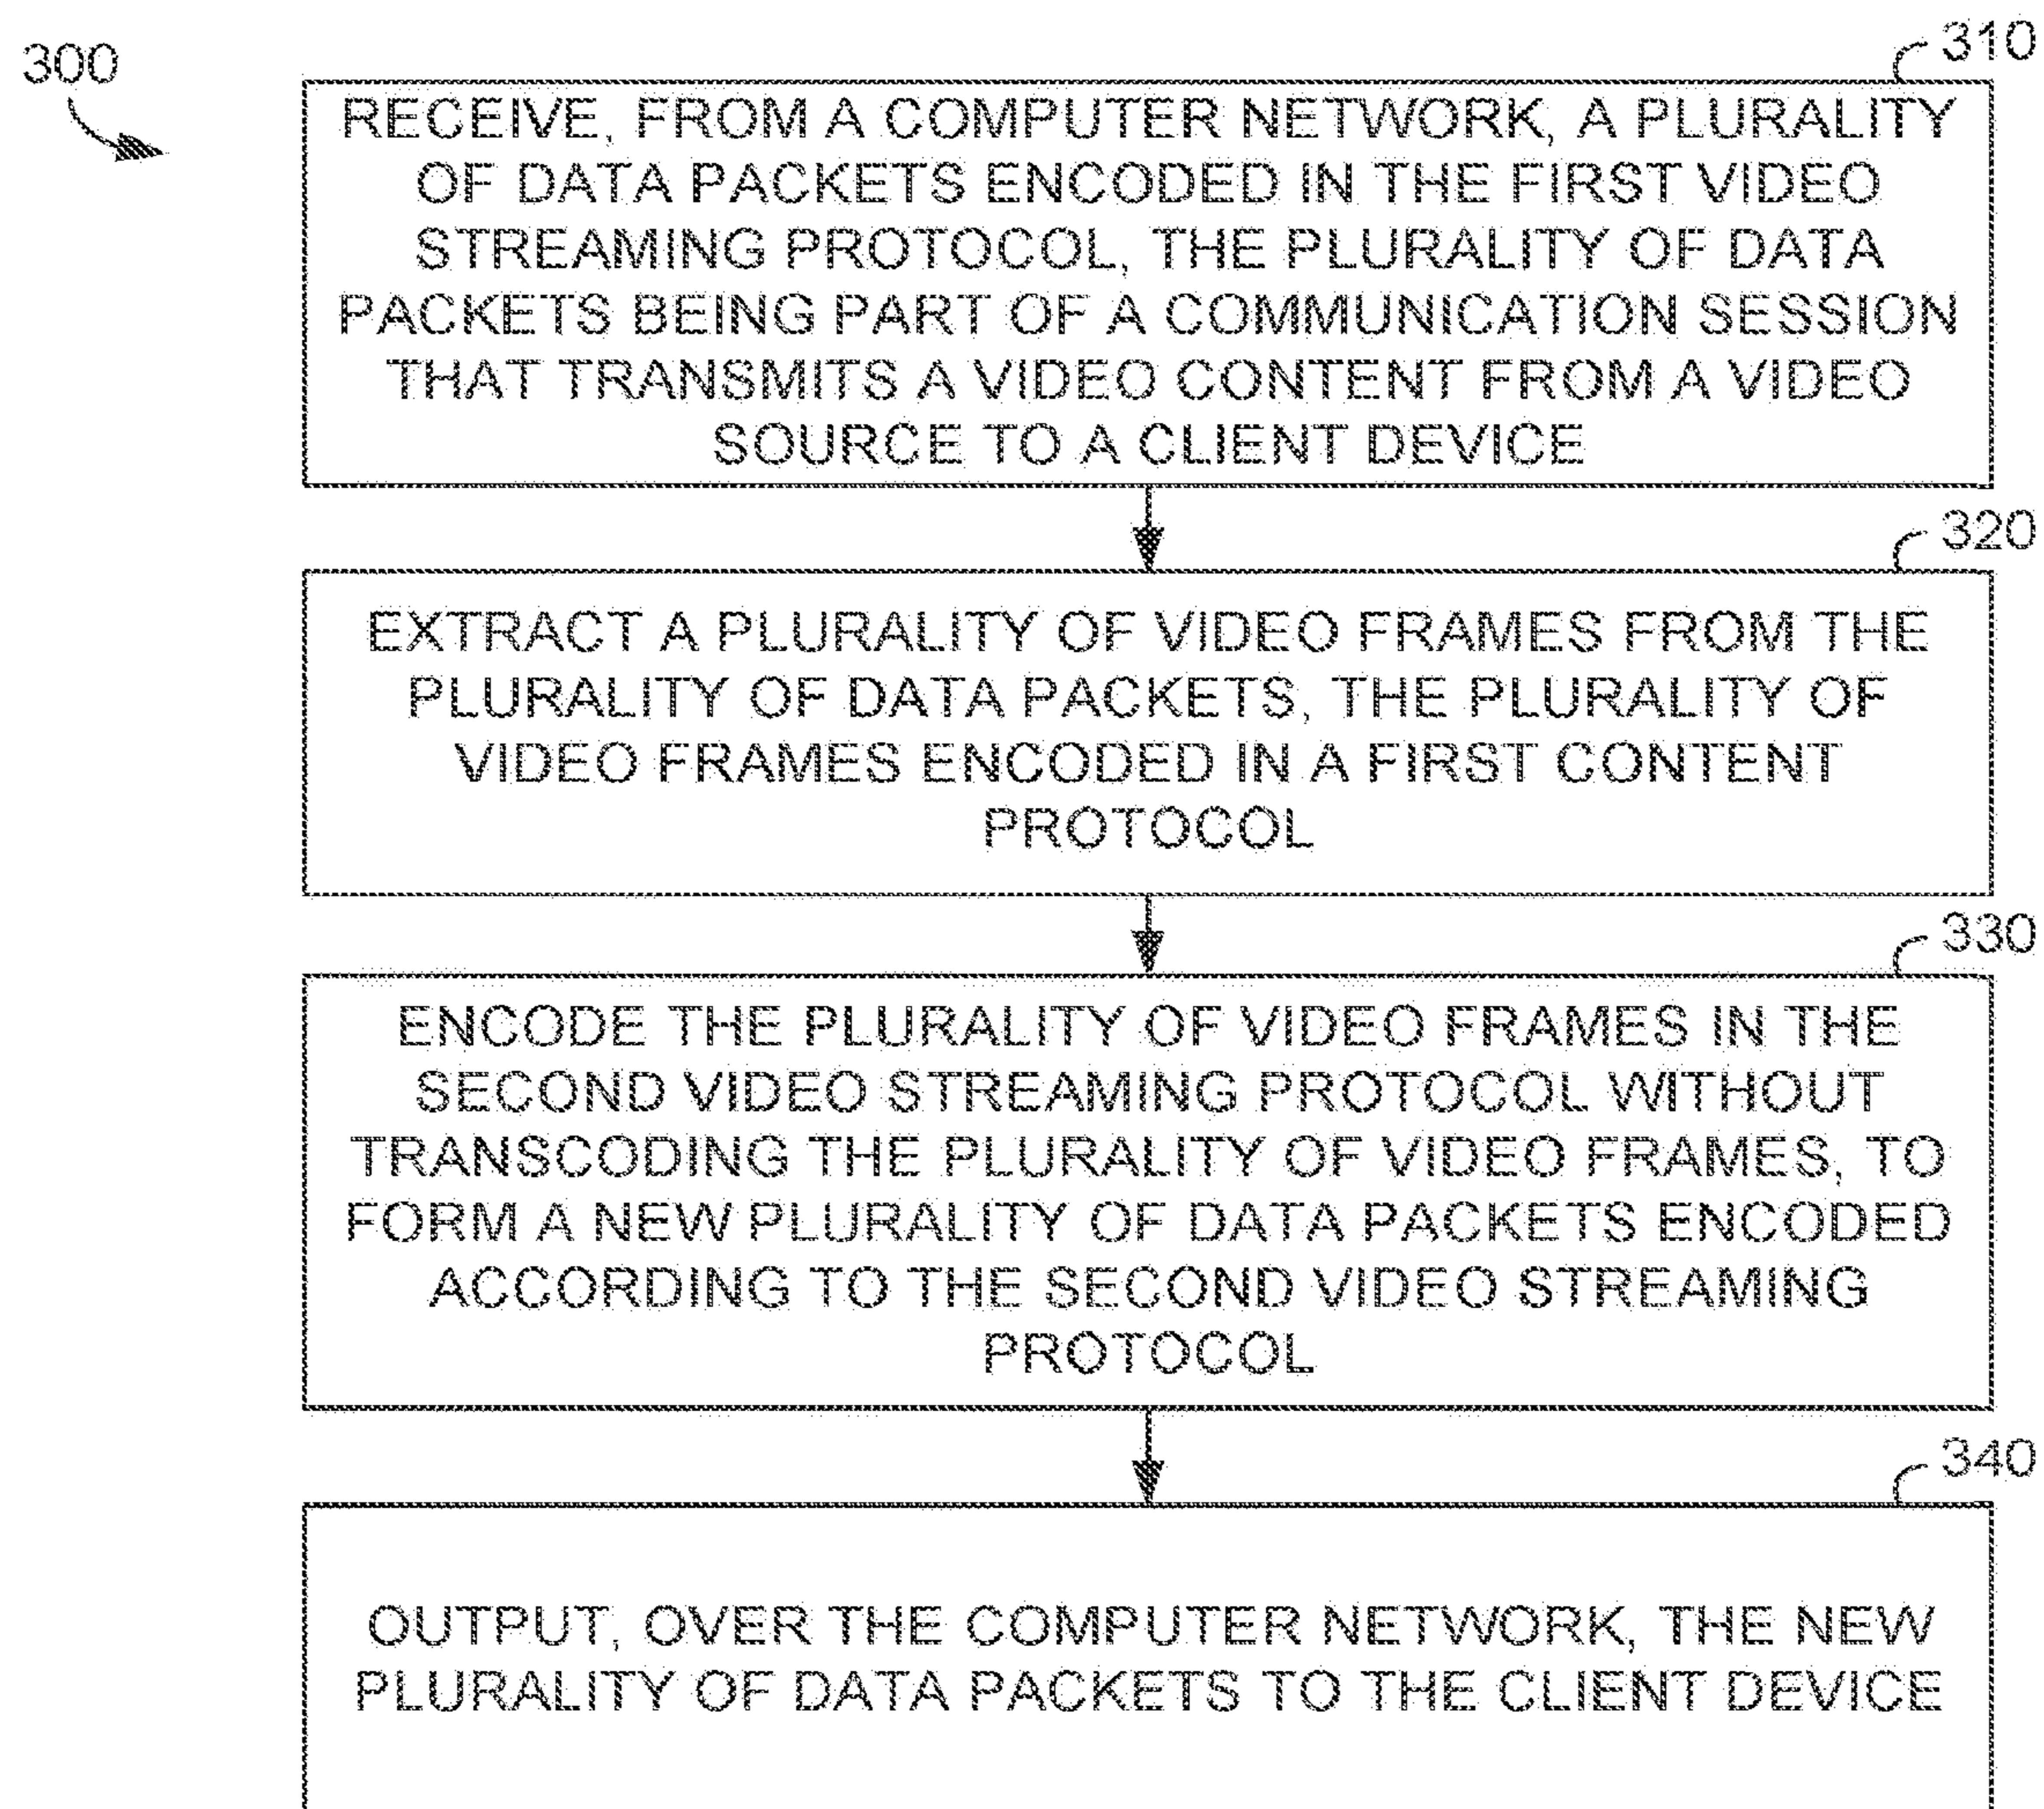 300
310
RECEIVE, FROM A COMPUTER NETWORK, A PLURALITY
OF DATA PACKETS ENCODED IN THE FIRST VIDEO
STREAMING PROTOCOL, THE PLURALITY OF DATA
PACKETS BEING PART OF A COMMUNICATION SESSION
THAT TRANSMITS A VIDEO CONTENT FROM A VIDEO
SOURCE TO A CLIENT DEVICE
320
EXTRACT A PLURALITY OF VIDEO FRAMES FROM THE
PLURALITY OF DATA PACKETS, THE PLURALITY OF
VIDEO FRAMES ENCODED IN A FIRST CONTENT
PROTOCOL
330
ENCODE THE PLURALITY OF VIDEO FRAMES IN THE
SECOND VIDEO STREAMING PROTOCOL WITHOUT
TRANSCODING THE PLURALITY OF VIDEO FRAMES, TO
FORM A NEW PLURALITY OF DATA PACKETS ENCODED
ACCORDING TO THE SECOND VIDEO STREAMING
PROTOCOL
340
OUTPUT, OVER THE COMPUTER NETWORK, THE NEW
PLURALITY OF DATA PACKETS TO THE CLIENT DEVICE